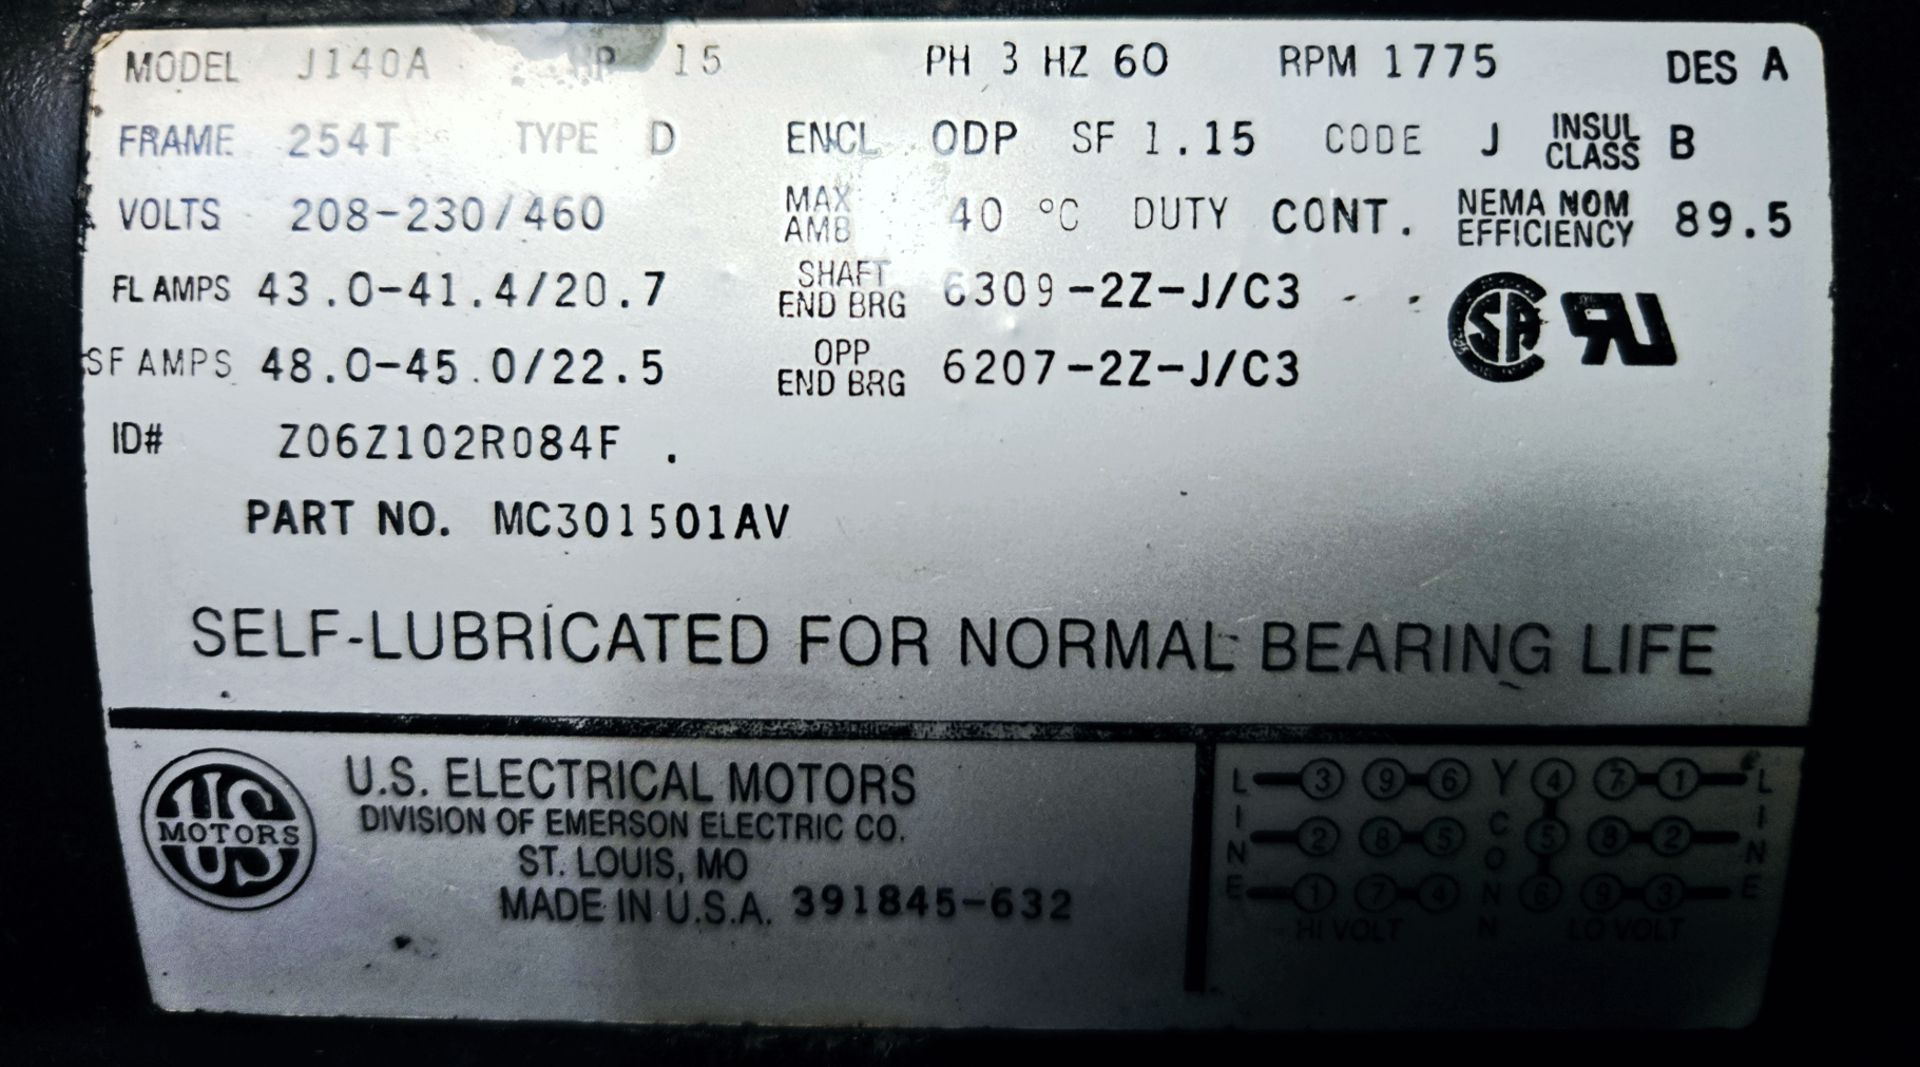 MODEL J140A HP 15 PH 3 HZ 60 RPM 1775 DES A
FRAME 254T TYPE D ENCL ODP SF 1.15 CODE J INSUL CLASS B
VOLTS 208-230/460 MAX AMB 40 °C DUTY CONT. NEMA NOM EFFICIENCY 89.5
FL AMPS 43.0-41.4/20.7 SHAFT END BRG 6309-2Z-J/C3
SF AMPS 48.0-45.0/22.5 OPP END BRG 6207-2Z-J/C3
SA
RU
ID# Z06Z102R084F .
PART NO. MC301501AV
SELF-LUBRICATED FOR NORMAL BEARING LIFE
US MOTORS US
U.S. ELECTRICAL MOTORS
DIVISION OF EMERSON ELECTRIC CO.
ST. LOUIS, MO
MADE IN U.S.A. 391845-632
LINE 3 9 6 Y CONN 4 7 1 LINE
2 8 5 5 8 2
1 7 4 6 9 3
HI VOLT LO VOLT